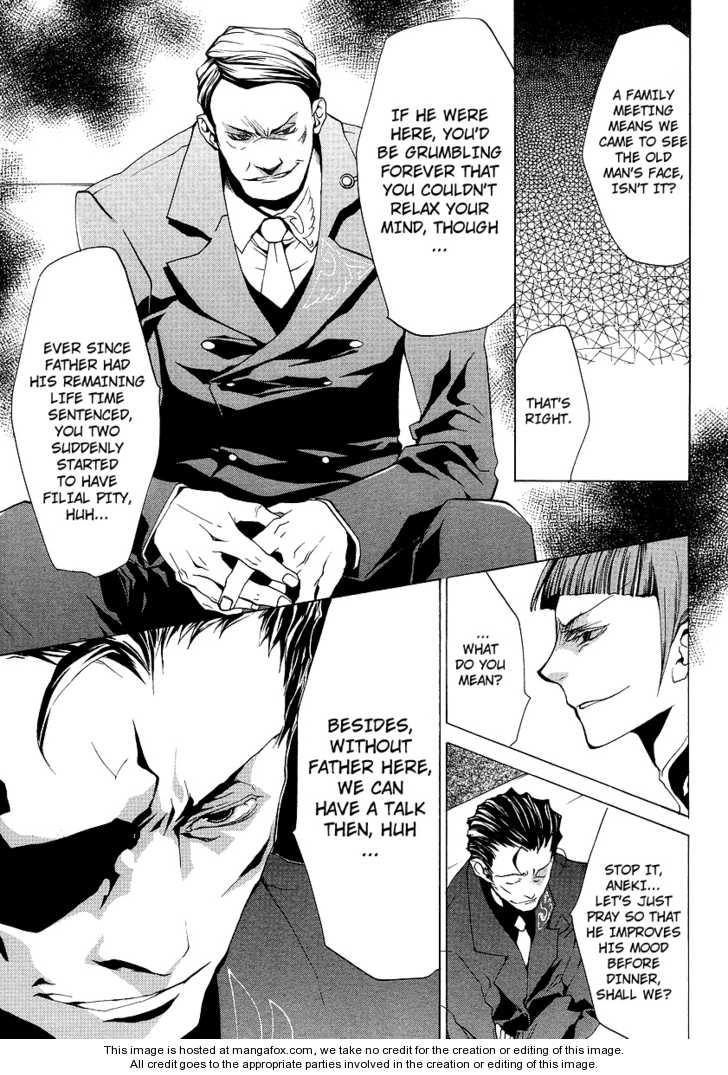 A FAMILY
MEETING
MEANS WE
CAME TO SEE
THE OLD
MAN'S FACE,
ISN'T IT?
THAT'S
RIGHT.
IF HE WERE
HERE, YOU'D
BE GRUMBLING
FOREVER THAT
YOU COULDN'T
RELAX YOUR
MIND, THOUGH
...
EVER SINCE
FATHER HAD
HIS REMAINING
LIFE TIME
SENTENCED,
YOU TWO
SUDDENLY
STARTED
TO HAVE
FILIAL PITY,
HUH...
...
WHAT
DO YOU
MEAN?
STOP IT,
ANEKI...
LET'S JUST
PRAY SO THAT
HE IMPROVES
HIS MOOD
BEFORE
DINNER,
SHALL WE?
BESIDES,
WITHOUT
FATHER HERE,
WE CAN
HAVE A TALK
THEN, HUH
...
This image is hosted at mangafox.com, we take no credit for the creation or editing of this image.
All credit goes to the appropriate parties involved in the creation or editing of this image.